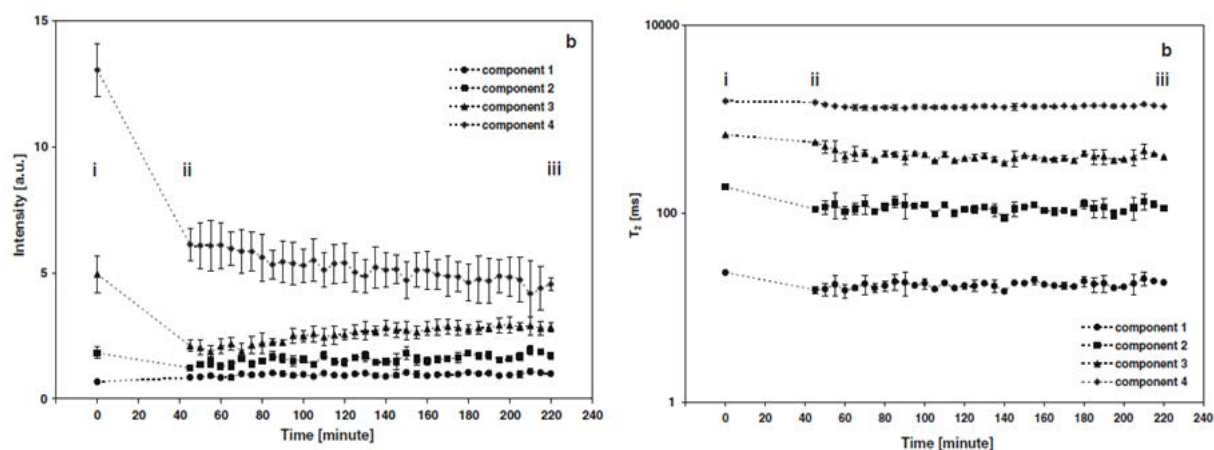 15
b
component 1
component 2
component 3
component 4
10
i
ii
iii
5
0
Intensity [a.u.]
0 20 40 60 80 100 120 140 160 180 200 220 240
Time [minute]
10000
b
i
ii
iii
100
T2 [ms]
component 1
component 2
component 3
component 4
1
0 20 40 60 80 100 120 140 160 180 200 220 240
Time [minute]